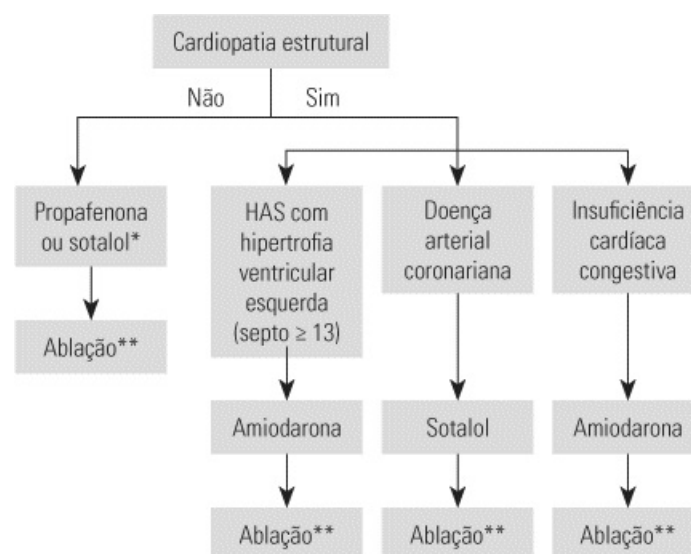 Cardiopatia estrutural
Não
Sim
Propafenona
ou sotalol*
Ablação**
HAS com
hipertrofia
ventricular
esquerda
(septo ≥ 13)
Amiodarona
Ablação**
Doença
arterial
coronariana
Sotalol
Ablação**
Insuficiência
cardíaca
congestiva
Amiodarona
Ablação**